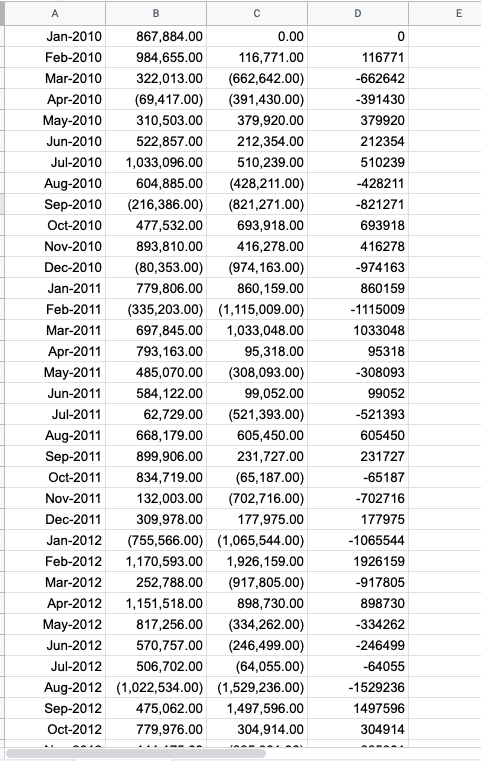 A B C D E
Jan-2010 867,884.00 0.00 0
Feb-2010 984,655.00 116,771.00 116771
Mar-2010 322,013.00 (662,642.00) -662642
Apr-2010 (69,417.00) (391,430.00) -391430
May-2010 310,503.00 379,920.00 379920
Jun-2010 522,857.00 212,354.00 212354
Jul-2010 1,033,096.00 510,239.00 510239
Aug-2010 604,885.00 (428,211.00) -428211
Sep-2010 (216,386.00) (821,271.00) -821271
Oct-2010 477,532.00 693,918.00 693918
Nov-2010 893,810.00 416,278.00 416278
Dec-2010 (80,353.00) (974,163.00) -974163
Jan-2011 779,806.00 860,159.00 860159
Feb-2011 (335,203.00) (1,115,009.00) -1115009
Mar-2011 697,845.00 1,033,048.00 1033048
Apr-2011 793,163.00 95,318.00 95318
May-2011 485,070.00 (308,093.00) -308093
Jun-2011 584,122.00 99,052.00 99052
Jul-2011 62,729.00 (521,393.00) -521393
Aug-2011 668,179.00 605,450.00 605450
Sep-2011 899,906.00 231,727.00 231727
Oct-2011 834,719.00 (65,187.00) -65187
Nov-2011 132,003.00 (702,716.00) -702716
Dec-2011 309,978.00 177,975.00 177975
Jan-2012 (755,566.00) (1,065,544.00) -1065544
Feb-2012 1,170,593.00 1,926,159.00 1926159
Mar-2012 252,788.00 (917,805.00) -917805
Apr-2012 1,151,518.00 898,730.00 898730
May-2012 817,256.00 (334,262.00) -334262
Jun-2012 570,757.00 (246,499.00) -246499
Jul-2012 506,702.00 (64,055.00) -64055
Aug-2012 (1,022,534.00) (1,529,236.00) -1529236
Sep-2012 475,062.00 1,497,596.00 1497596
Oct-2012 779,976.00 304,914.00 304914